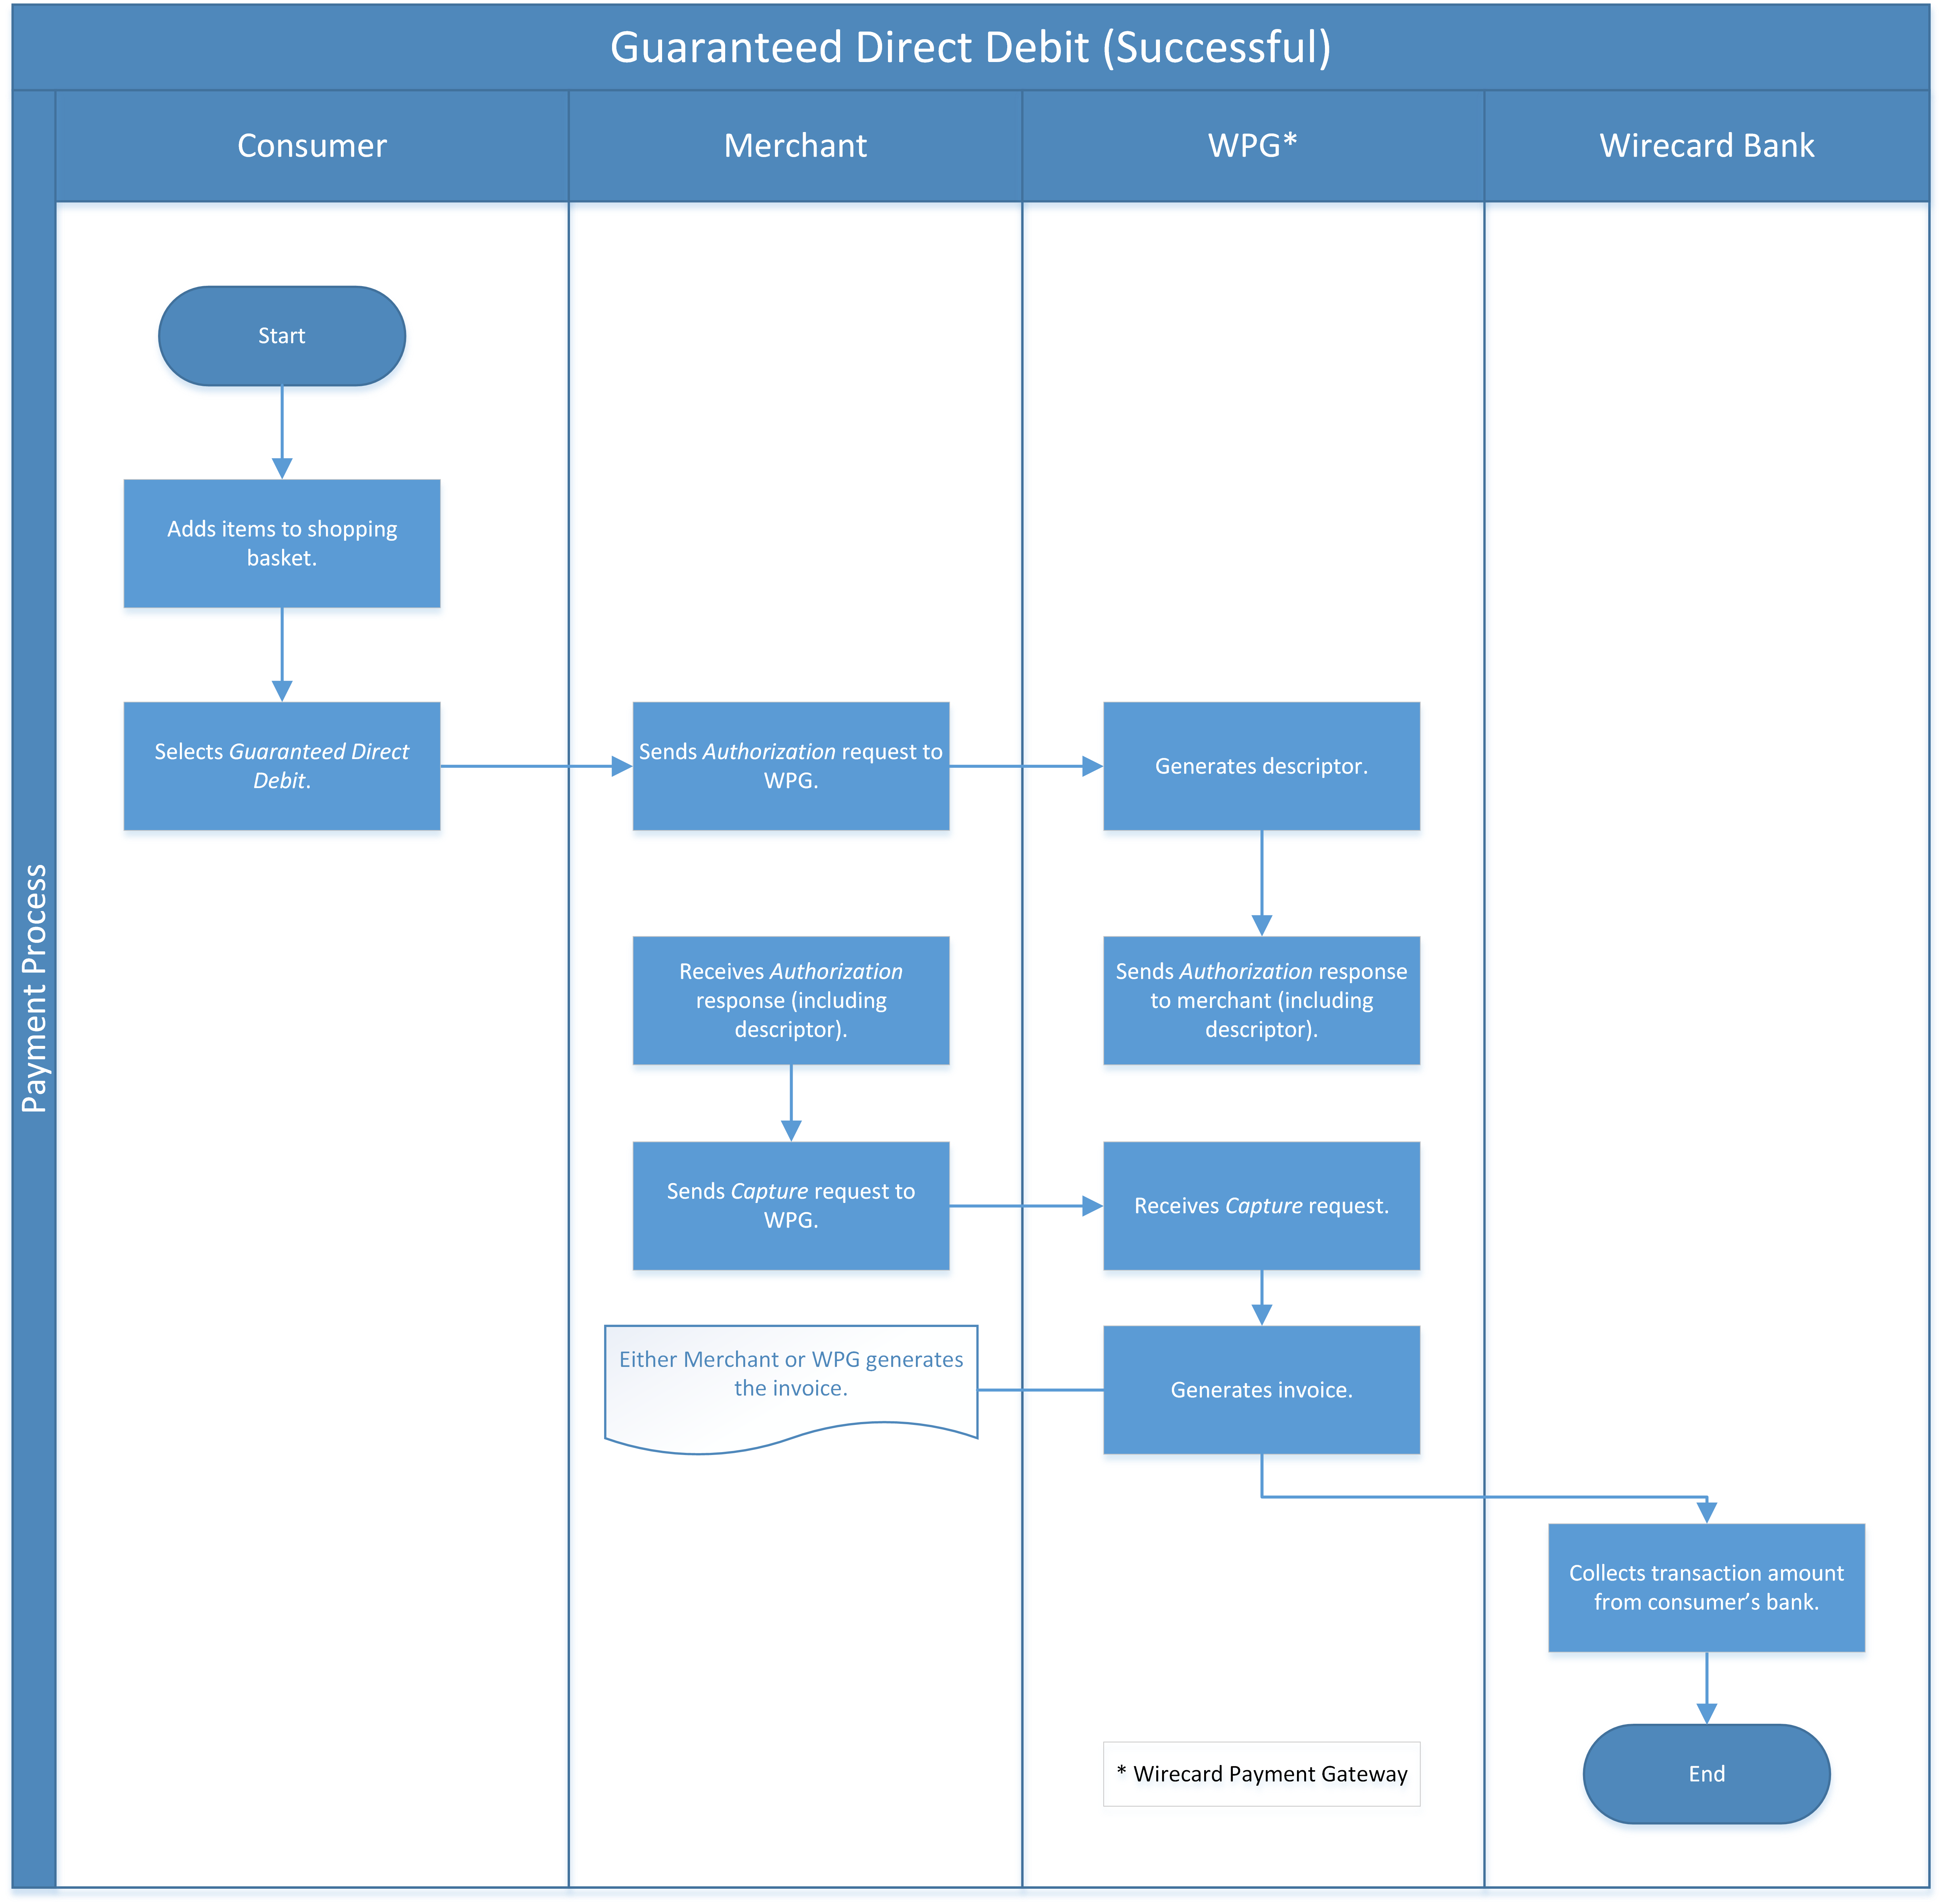 Guaranteed Direct Debit (Successful)
Consumer
Merchant
WPG*
Wirecard Bank
Payment Process
Start
Adds items to shopping
basket.
Selects Guaranteed Direct
Debit.
Sends Authorization request to
WPG.
Generates descriptor.
Receives Authorization
response (including
descriptor).
Sends Authorization response
to merchant (including
descriptor).
Sends Capture request to
WPG.
Receives Capture request.
Either Merchant or WPG generates
the invoice.
Generates invoice.
Collects transaction amount
from consumer’s bank.
* Wirecard Payment Gateway
End